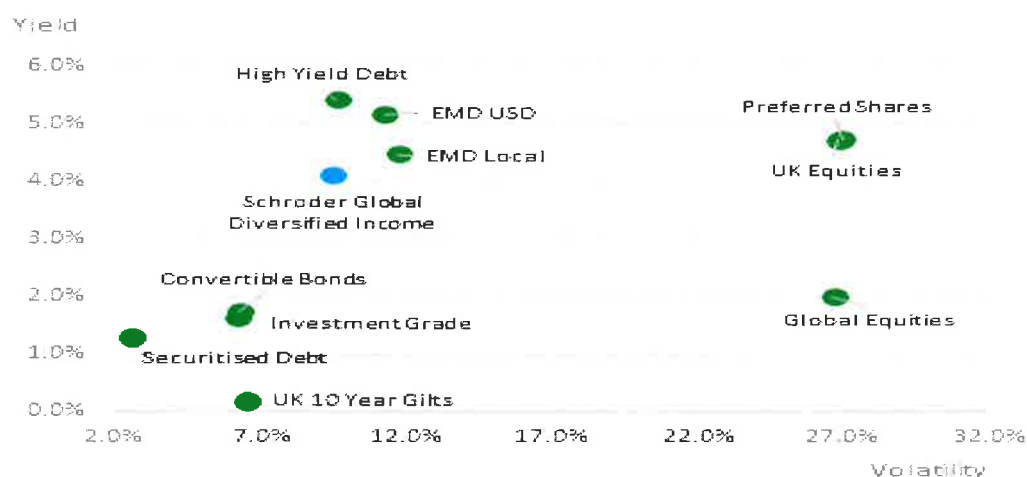 Yield
6.0%
High Yield Debt
Preferred Shares
5.0%
EMD USD
EMD Local
UK Equities
4.0%
Schroder Global
Diversified Income
3.0%
Convertible Bonds
2.0%
Investment Grade
Global Equities
1.0%
Securitised Debt
UK 10 Year Gilts
0.0%
2.0% 7.0% 12.0% 17.0% 22.0% 27.0% 32.0%
Volatility